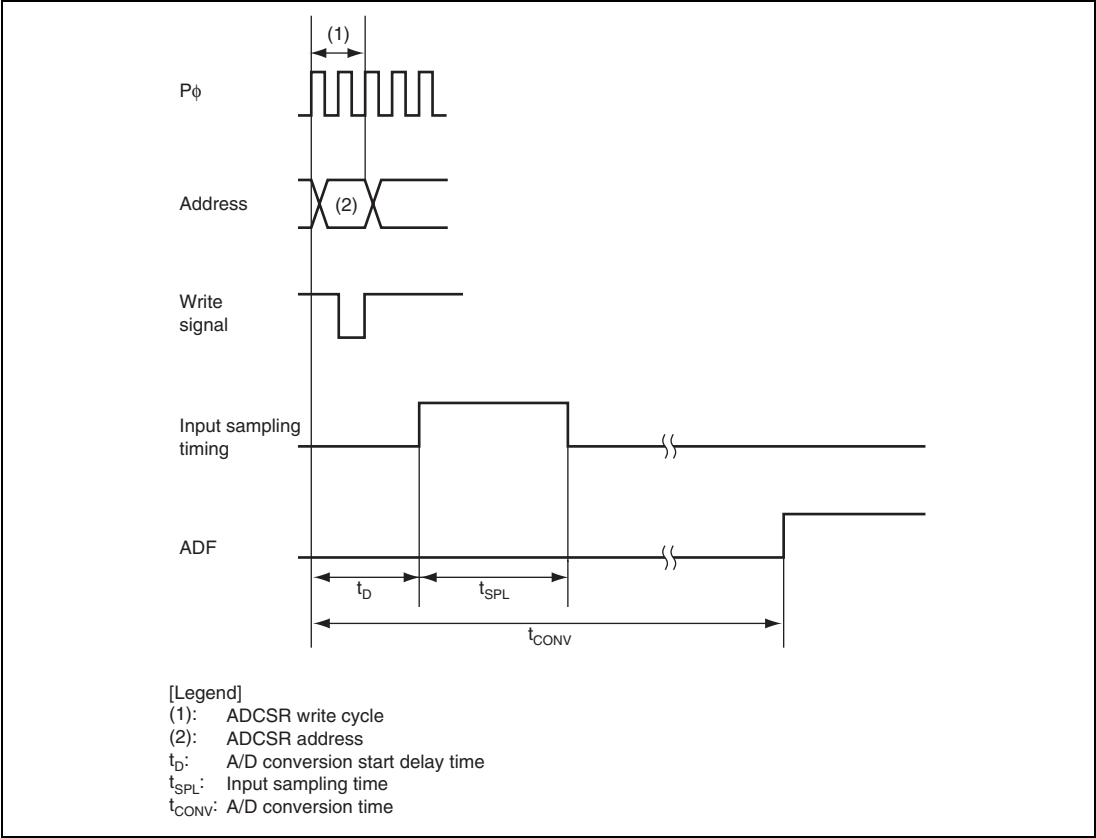 (1)
Pϕ
Address
(2)
Write
signal
Input sampling
timing
ADF
tD
tSPL
tCONV
[Legend]
(1): ADCSR write cycle
(2): ADCSR address
tD: A/D conversion start delay time
tSPL: Input sampling time
tCONV: A/D conversion time